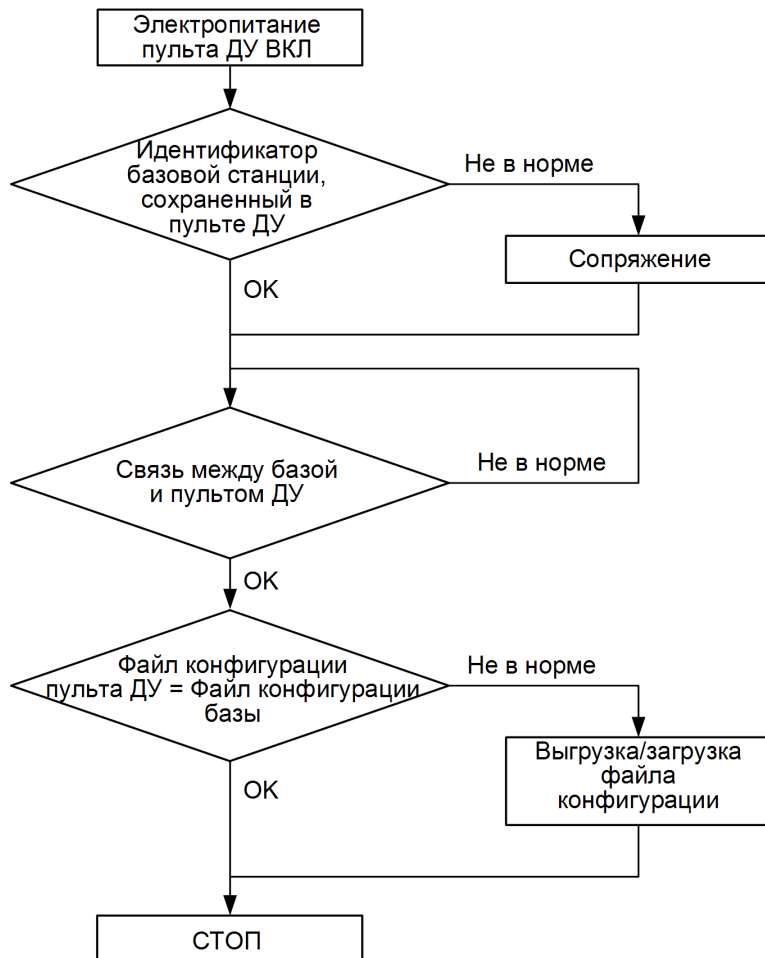 Электропитание
пульта ДУ ВКЛ
Идентификатор
базовой станции,
сохраненный в
пульте ДУ
Не в норме
Сопряжение
OK
Связь между базой
и пультом ДУ
Не в норме
OK
Файл конфигурации
пульта ДУ = Файл конфигурации
базы
Не в норме
Выгрузка/загрузка
файла
конфигурации
OK
СТОП